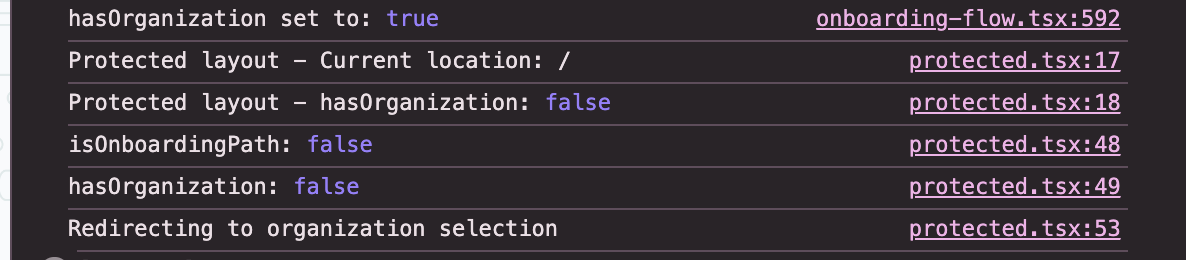 hasOrganization set to: true onboarding-flow.tsx:592
Protected layout – Current location: / protected.tsx:17
Protected layout – hasOrganization: false protected.tsx:18
isOnboardingPath: false protected.tsx:48
hasOrganization: false protected.tsx:49
Redirecting to organization selection protected.tsx:53